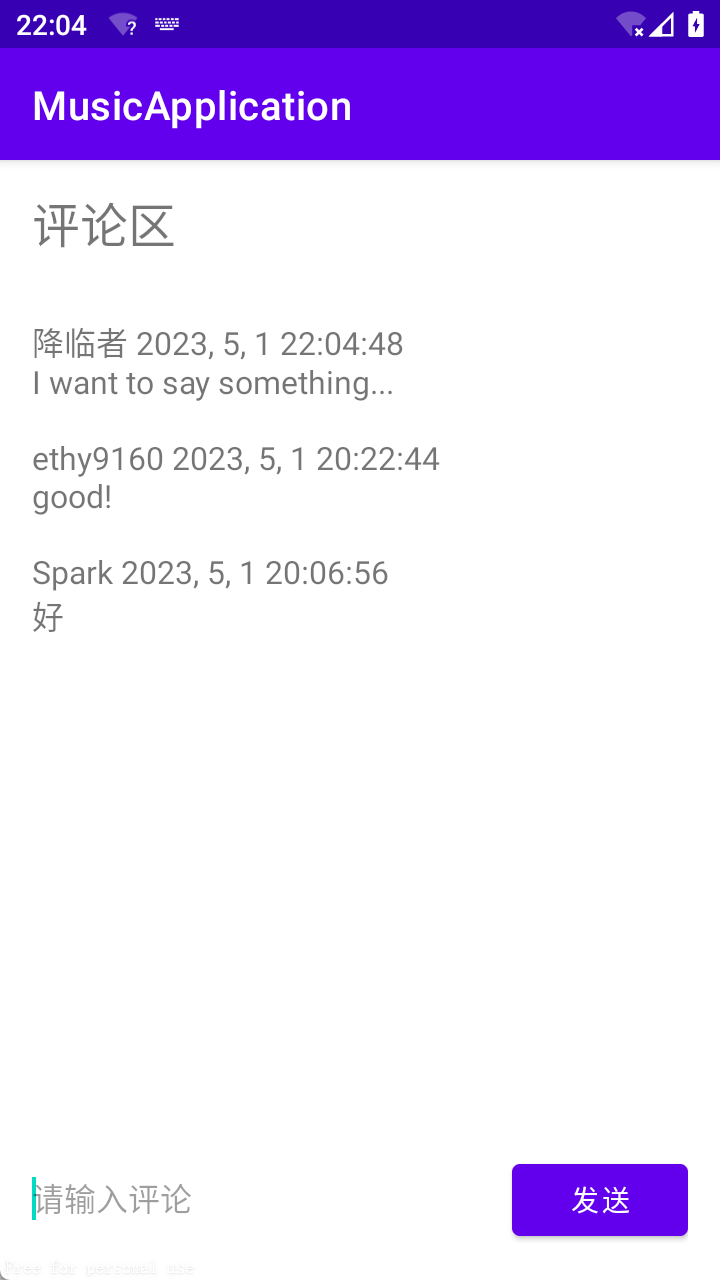 22:04
MusicApplication
评论区
降临者 2023, 5, 1 22:04:48
I want to say something...
ethy9160 2023, 5, 1 20:22:44
good!
Spark 2023, 5, 1 20:06:56
好
请输入评论
发送
Free for personal use